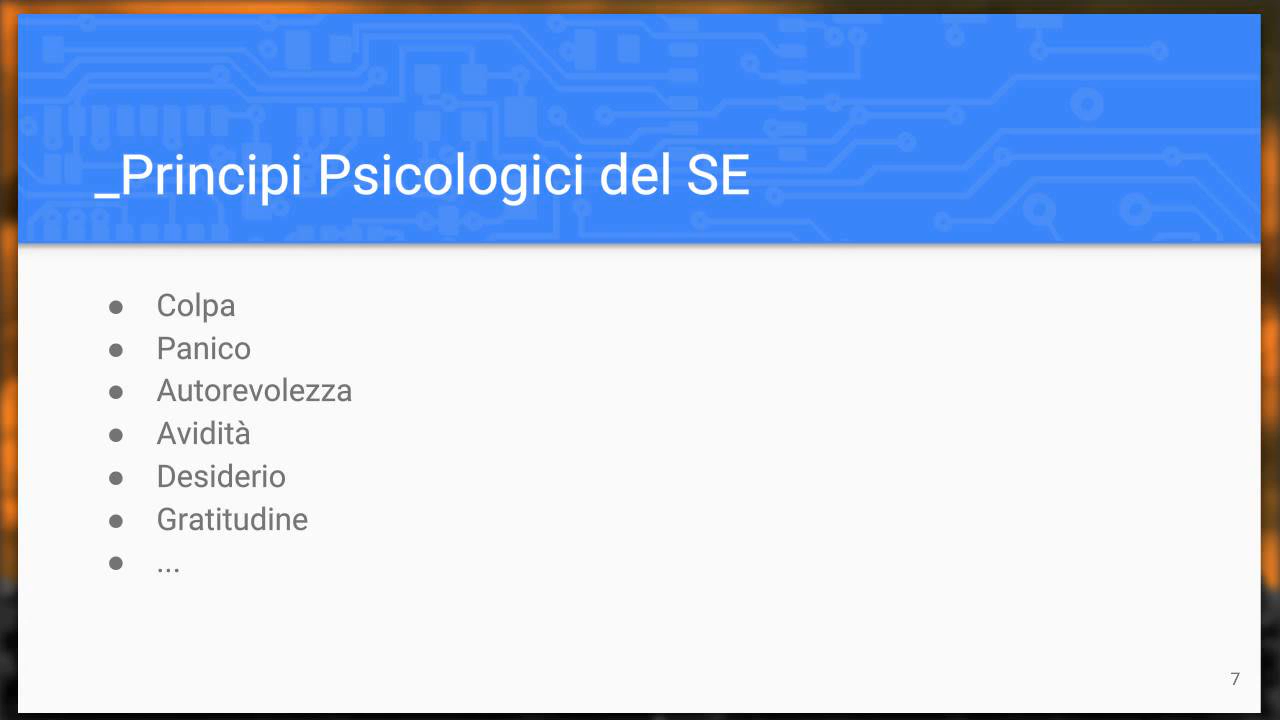 _Principi Psicologici del SE
● Colpa
● Panico
● Autorevolezza
● Avidità
● Desiderio
● Gratitudine
● ...
7